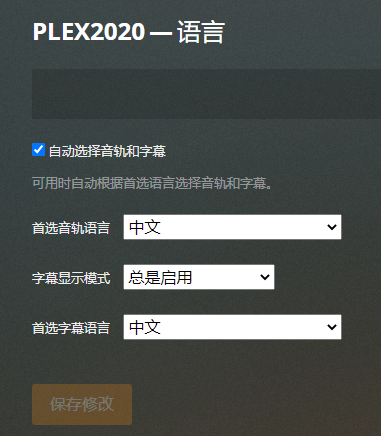 PLEX2020 — 语言
自动选择音轨和字幕
可用时自动根据首选语言选择音轨和字幕。
首选音轨语言 中文
字幕显示模式 总是启用
首选字幕语言 中文
保存修改